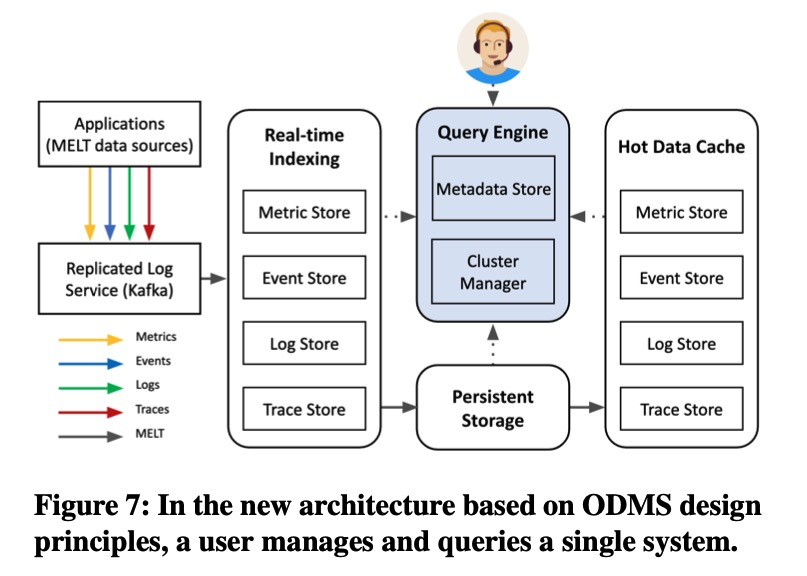 Applications
(MELT data sources)
Replicated Log
Service (Kafka)
Metrics
Events
Logs
Traces
MELT
Real-time
Indexing
Metric Store
Event Store
Log Store
Trace Store
Query Engine
Metadata Store
Cluster
Manager
Persistent
Storage
Hot Data Cache
Metric Store
Event Store
Log Store
Trace Store
Figure 7: In the new architecture based on ODMS design
principles, a user manages and queries a single system.